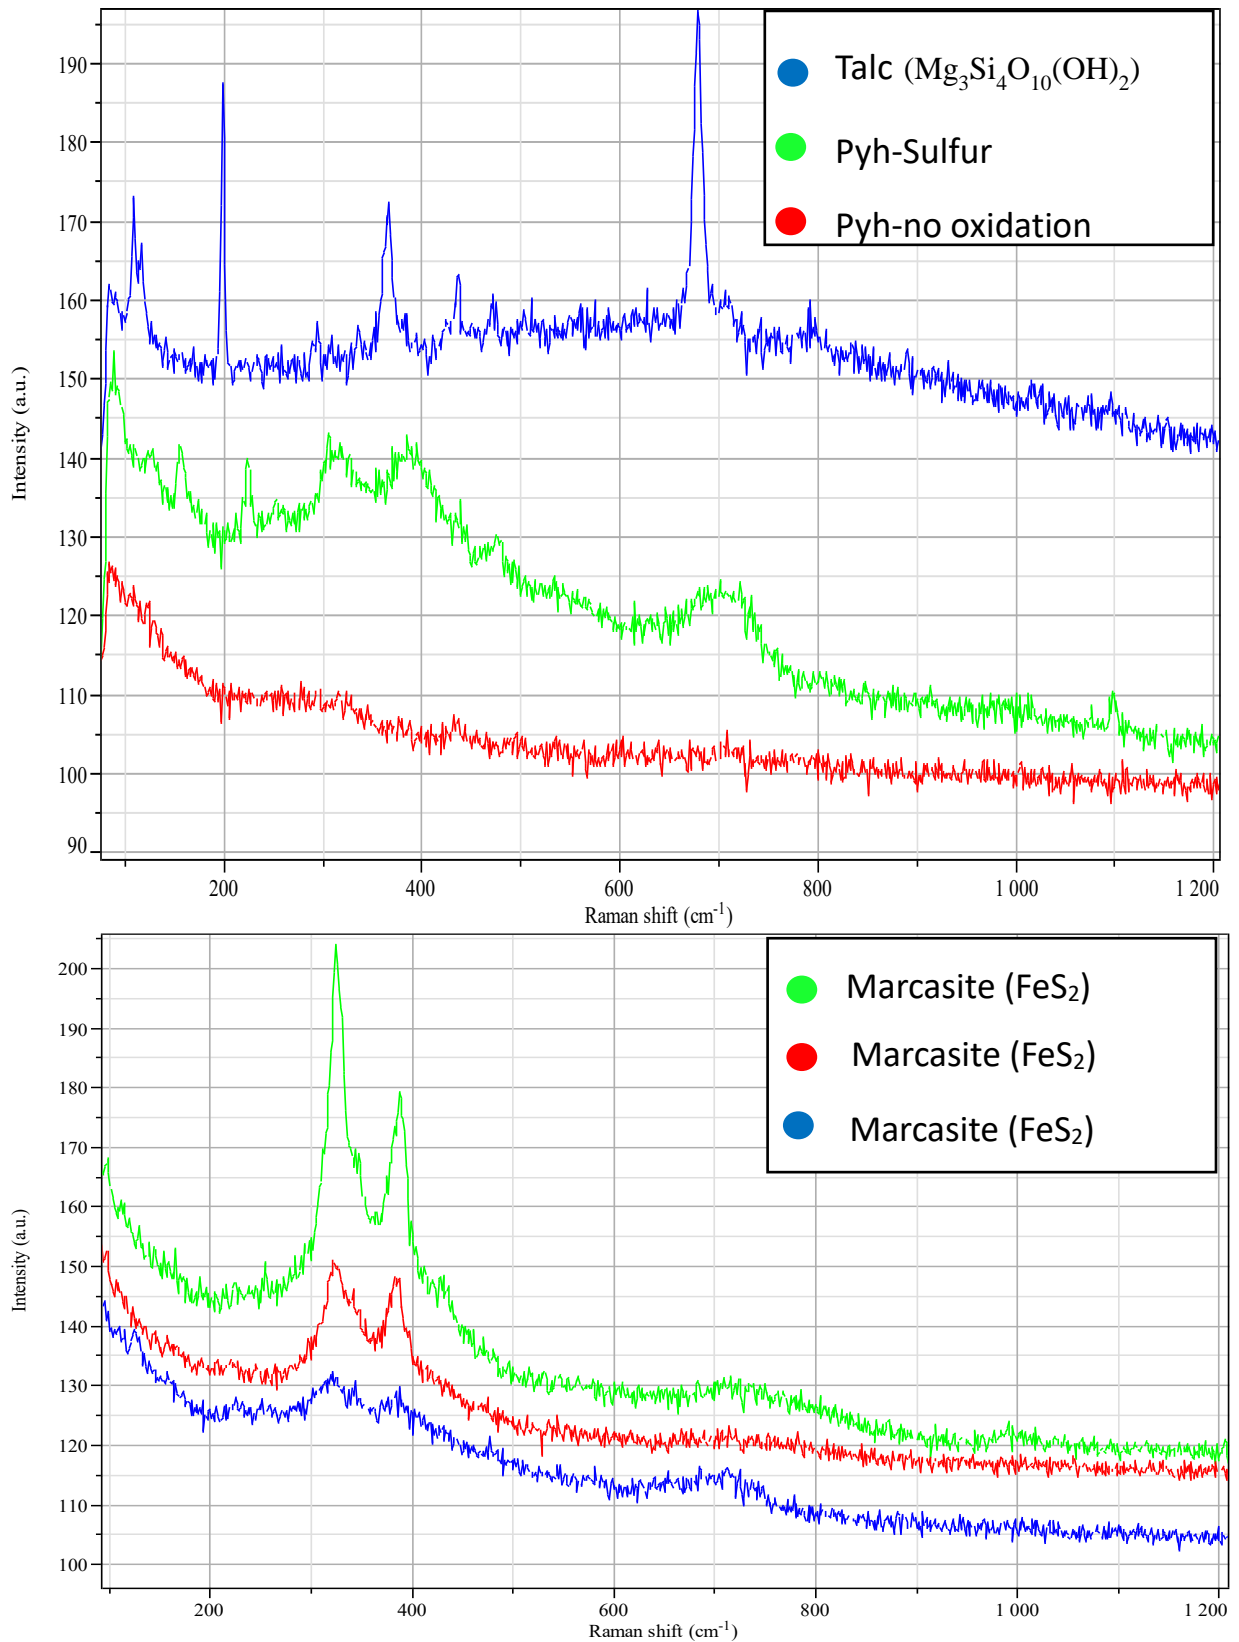 190
180
170
160
150
140
130
120
110
100
90
Intensity (a.u.)
Talc (Mg₃Si₄O₁₀(OH)₂)
Pyh-Sulfur
Pyh-no oxidation
200 400 600 800 1 000 1 200
Raman shift (cm⁻¹)
200
190
180
170
160
150
140
130
120
110
100
Intensity (a.u.)
Marcasite (FeS₂)
Marcasite (FeS₂)
Marcasite (FeS₂)
200 400 600 800 1 000 1 200
Raman shift (cm⁻¹)